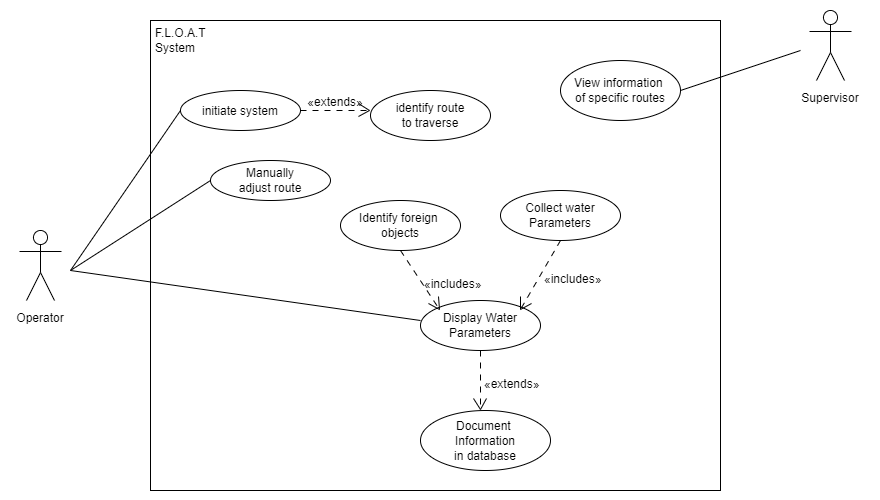 F.L.O.A.T
System
initiate system
«extends»
identify route
to traverse
View information
of specific routes
Supervisor
Manually
adjust route
Identify foreign
objects
Collect water
Parameters
«includes»
«includes»
Operator
Display Water
Parameters
«extends»
Document
Information
in database